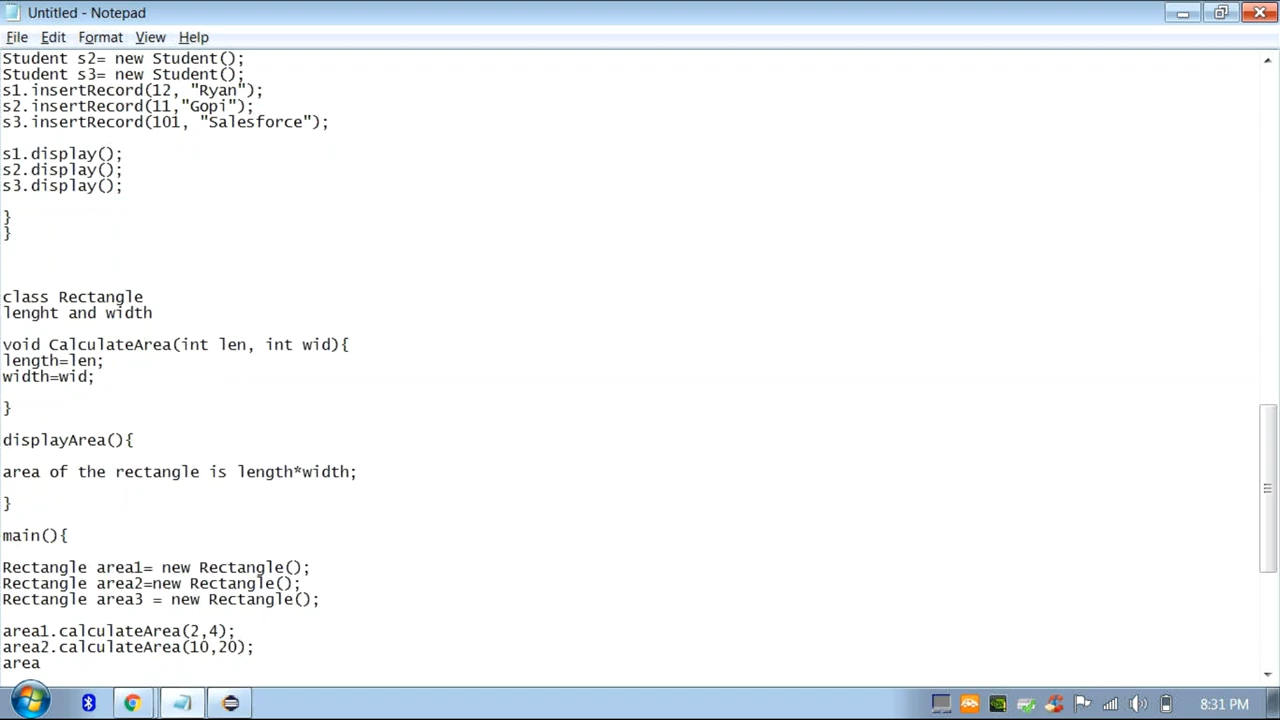 Untitled - Notepad
File Edit Format View Help
Student s2= new Student();
Student s3= new Student();
s1.insertRecord(12, "Ryan");
s2.insertRecord(11,"Gopi");
s3.insertRecord(101, "Salesforce");
s1.display();
s2.display();
s3.display();
}
}
class Rectangle
lenght and width
void CalculateArea(int len, int wid){
length=len;
width=wid;
}
displayArea(){
area of the rectangle is length*width;
}
main(){
Rectangle area1= new Rectangle();
Rectangle area2=new Rectangle();
Rectangle area3 = new Rectangle();
area1.calculateArea(2,4);
area2.calculateArea(10,20);
area
8:31 PM